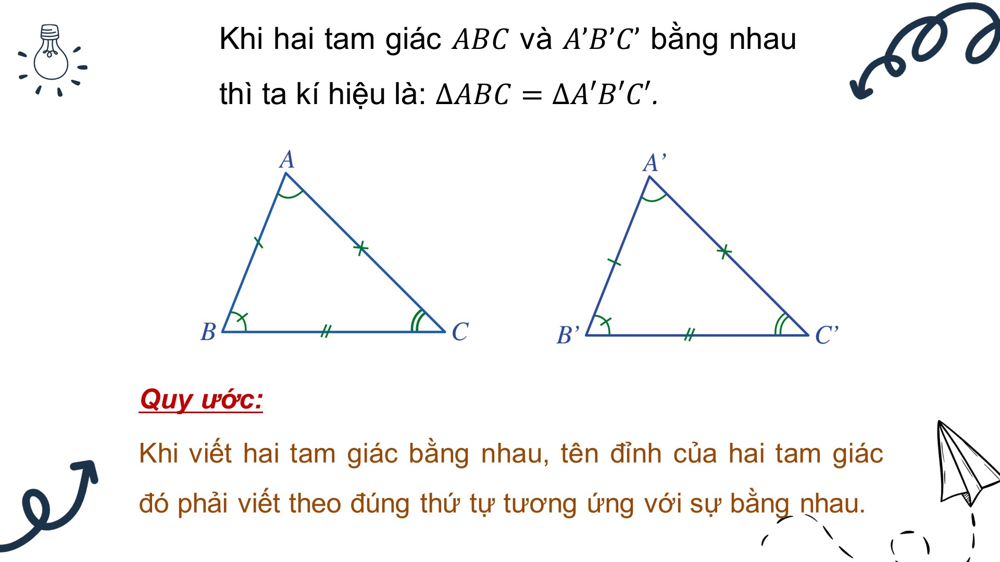 Khi hai tam giác ABC và A’B’C’ bằng nhau
thì ta kí hiệu là: ∆ABC = ∆A′B′C′.
A
A’
B
C
B’
C’
Quy ước:
Khi viết hai tam giác bằng nhau, tên đỉnh của hai tam giác
đó phải viết theo đúng thứ tự tương ứng với sự bằng nhau.